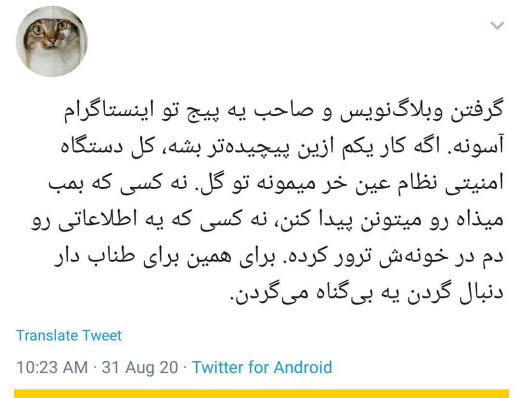 گرفتن وبلاگ‌نویس و صاحب یه پیج تو اینستاگرام
آسونه. اگه کار یکم ازین پیچیده‌تر بشه، کل دستگاه
امنیتی نظام عین خر میمونه تو گل. نه کسی که بمب
میذاه رو میتونن پیدا کنن، نه کسی که یه اطلاعاتی رو
دم در خونه‌ش ترور کرده. برای همین برای طناب دار
دنبال گردن یه بی‌گناه می‌گردن.
Translate Tweet
10:23 AM · 31 Aug 20 · Twitter for Android